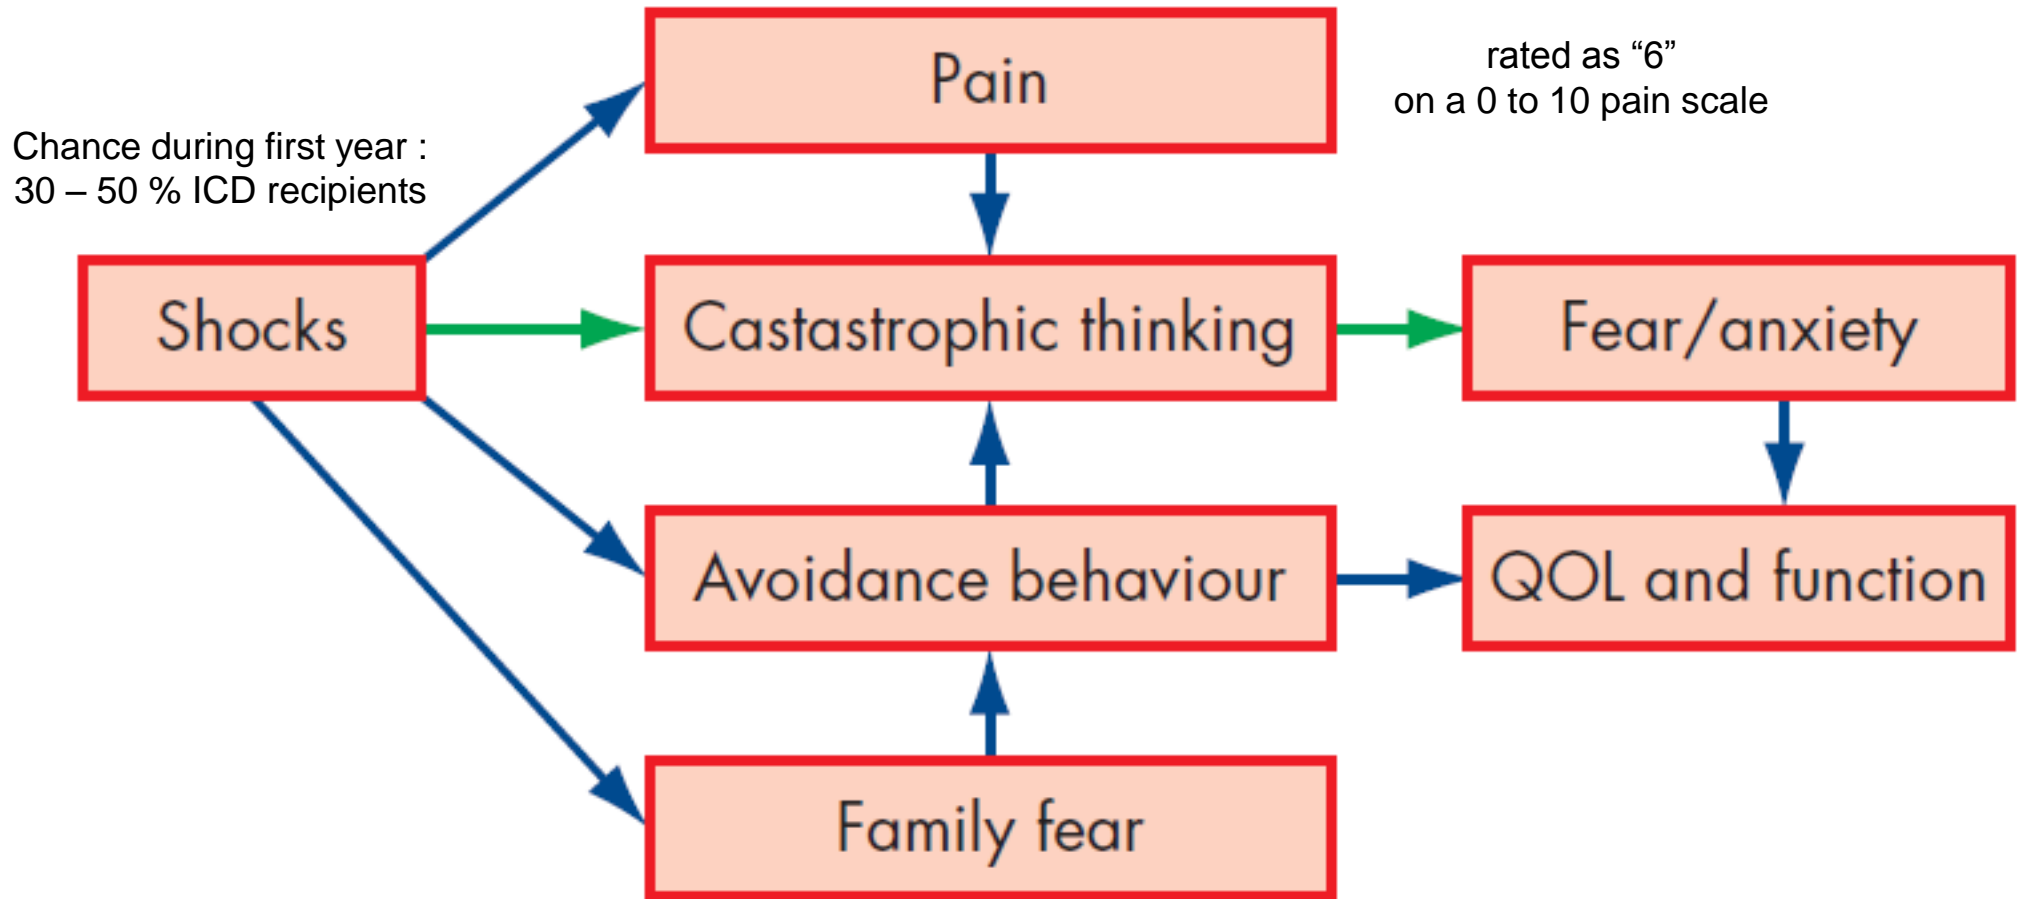 Pain
rated as “6”
on a 0 to 10 pain scale
Chance during first year :
30 – 50 % ICD recipients
Shocks
Castastrophic thinking
Fear/anxiety
Avoidance behaviour
QOL and function
Family fear